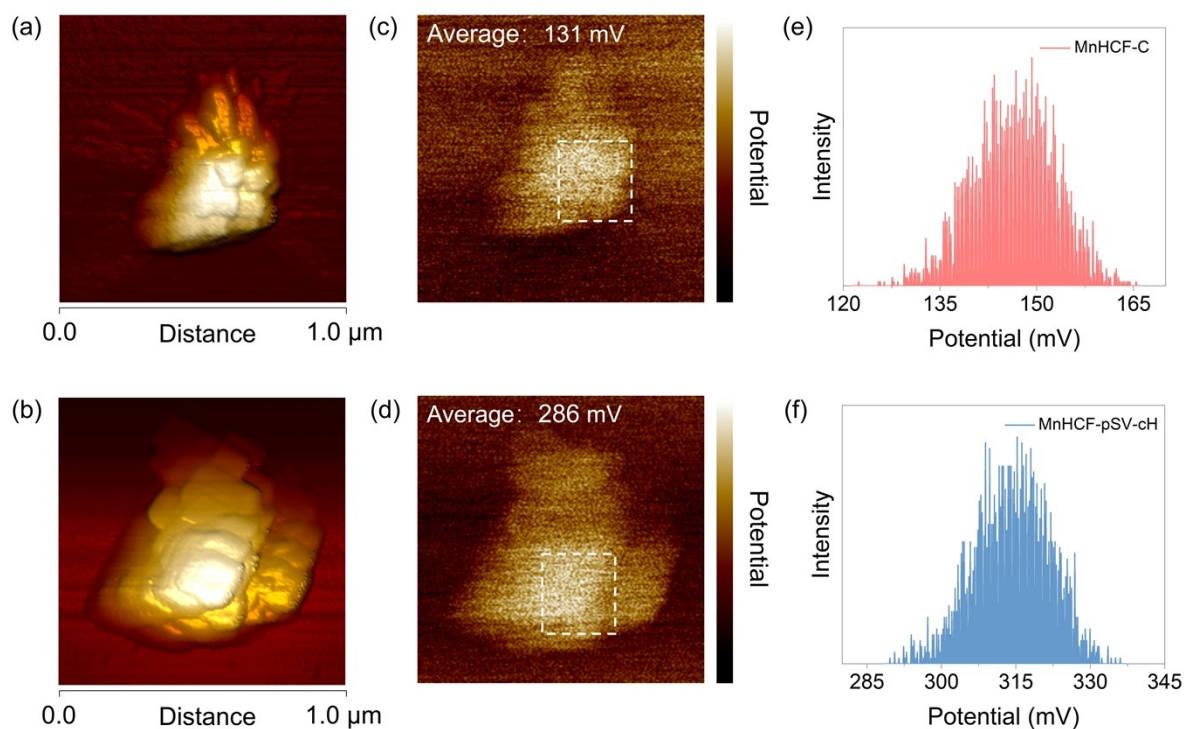 (a)
0.0 Distance 1.0 μm
(c)
Average: 131 mV
Potential
(e)
MnHCF-C
Intensity
120 135 150 165
Potential (mV)
(b)
0.0 Distance 1.0 μm
(d)
Average: 286 mV
Potential
(f)
MnHCF-pSV-cH
Intensity
285 300 315 330 345
Potential (mV)